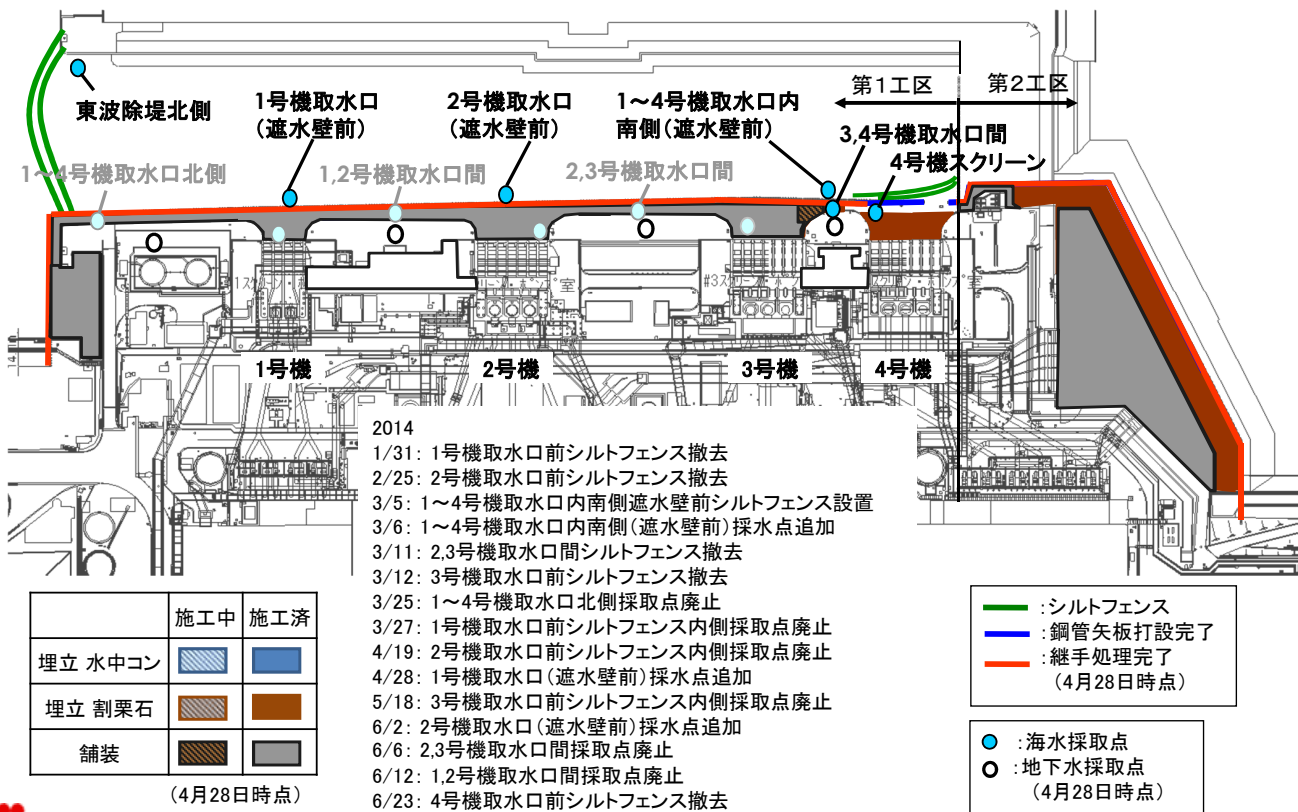 第1工区
第2工区
東波除堤北側
1号機取水口
(遮水壁前)
2号機取水口
(遮水壁前)
1~4号機取水口内
南側(遮水壁前)
3,4号機取水口間
4号機スクリーン
1~4号機取水口北側
1,2号機取水口間
2,3号機取水口間
1号機
2号機
3号機
4号機
2014
1/31: 1号機取水口前シルトフェンス撤去
2/25: 2号機取水口前シルトフェンス撤去
3/5: 1~4号機取水口内南側遮水壁前シルトフェンス設置
3/6: 1~4号機取水口内南側(遮水壁前)採水点追加
3/11: 2,3号機取水口間シルトフェンス撤去
3/12: 3号機取水口前シルトフェンス撤去
3/25: 1~4号機取水口北側採取点廃止
3/27: 1号機取水口前シルトフェンス内側採取点廃止
4/19: 2号機取水口前シルトフェンス内側採取点廃止
4/28: 1号機取水口(遮水壁前)採水点追加
5/18: 3号機取水口前シルトフェンス内側採取点廃止
6/2: 2号機取水口(遮水壁前)採水点追加
6/6: 2,3号機取水口間採取点廃止
6/12: 1,2号機取水口間採取点廃止
6/23: 4号機取水口前シルトフェンス撤去
施工中 施工済
埋立 水中コン
埋立 割栗石
舗装
(4月28日時点)
:シルトフェンス
:鋼管矢板打設完了
:継手処理完了
(4月28日時点)
:海水採取点
:地下水採取点
(4月28日時点)